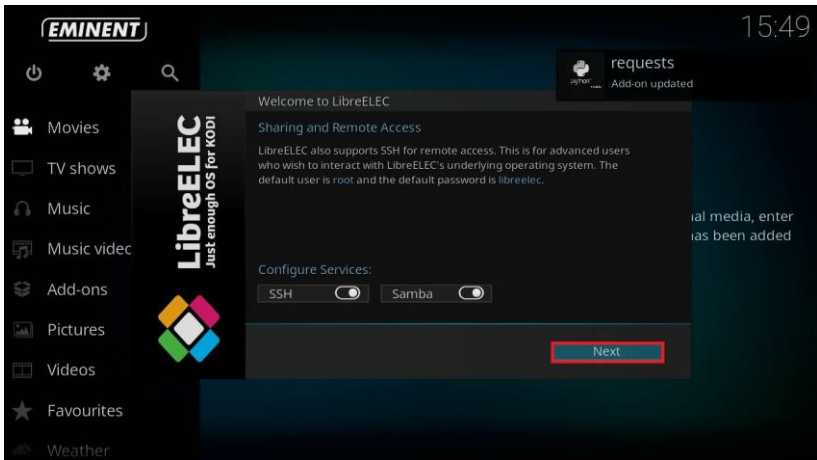 EMINENT
15:49
requests
Add-on updated
Movies
TV shows
Music
Music videc
Add-ons
Pictures
Videos
Favourites
Weather
LibreELEC
Just enough OS for KODI
Welcome to LibreELEC
Sharing and Remote Access
LibreELEC also supports SSH for remote access. This is for advanced users
who wish to interact with LibreELEC's underlying operating system. The
default user is root and the default password is libreelec.
Configure Services:
SSH
Samba
Next
al media, enter
as been added